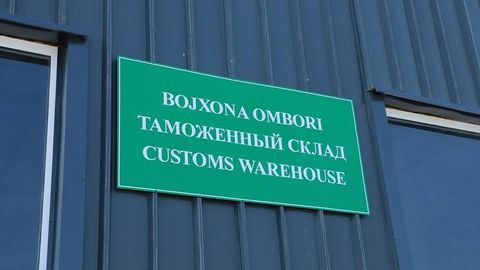 BOJXONA OMBORI
ТАМОЖЕННЫЙ СКЛАД
CUSTOMS WAREHOUSE